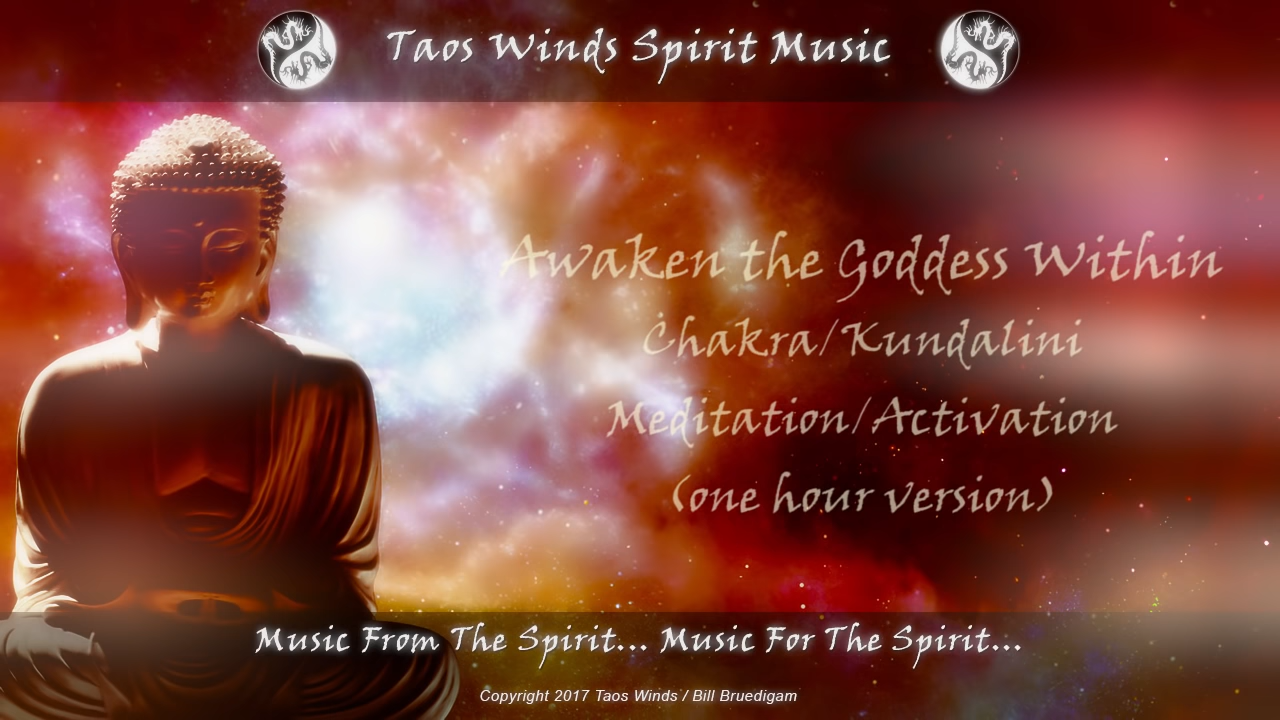 Taos Winds Spirit Music
Awaken the Goddess Within
Chakra/Kundalini
Meditation/Activation
(one hour version)
Music From The Spirit... Music For The Spirit...
Copyright 2017 Taos Winds / Bill Bruedigam